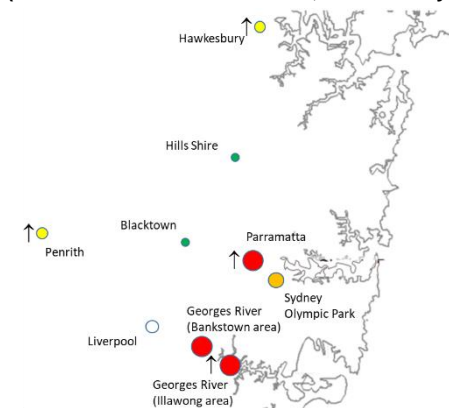 Hawkesbury
Hills Shire
Blacktown
Parramatta
Penrith
Sydney
Olympic Park
Georges River
(Bankstown area)
Liverpool
Georges River
(Illawong area)